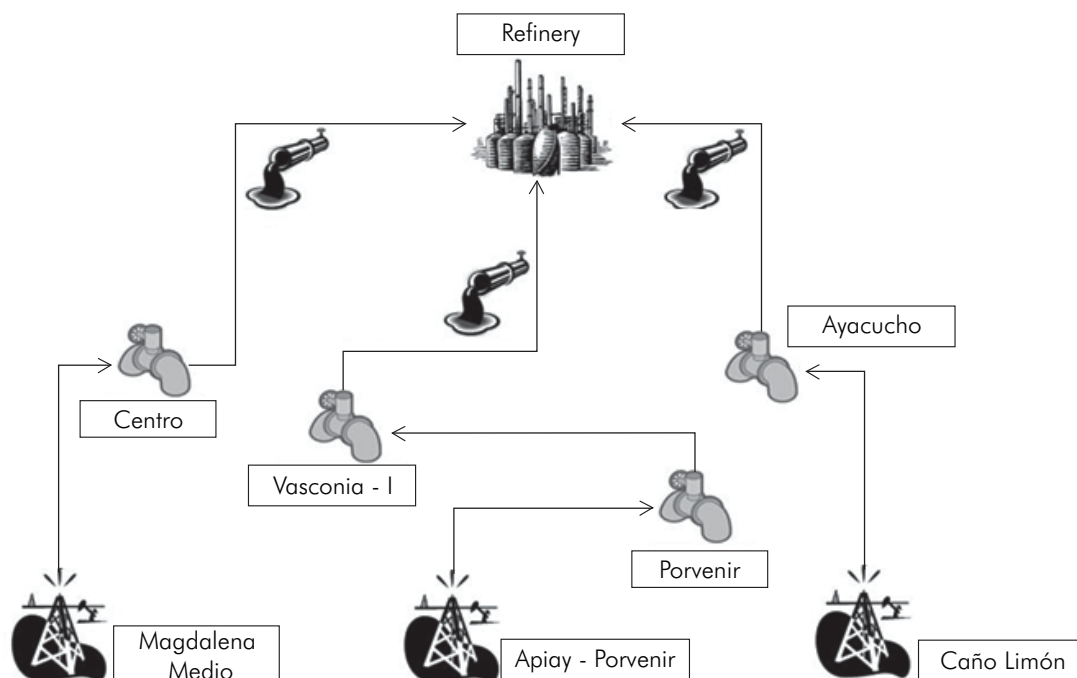 Refinery
Ayacucho
Centro
Vasconia - I
Porvenir
Magdalena
Medio
Apiay - Porvenir
Caño Limón